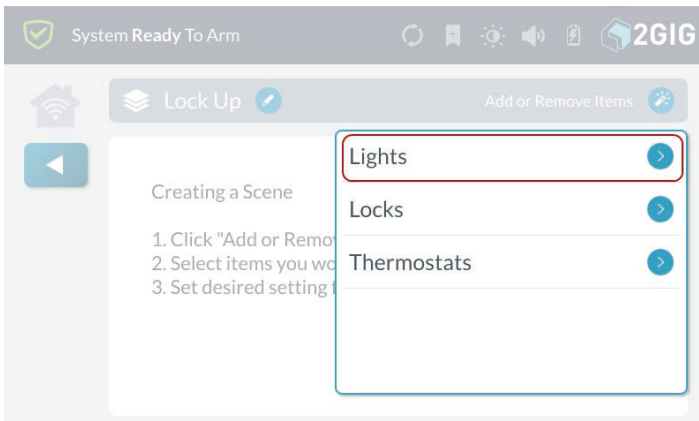 System Ready To Arm
2GIG
Lock Up
Add or Remove Items
Creating a Scene
1. Click "Add or Remo
2. Select items you wo
3. Set desired setting
Lights
Locks
Thermostats